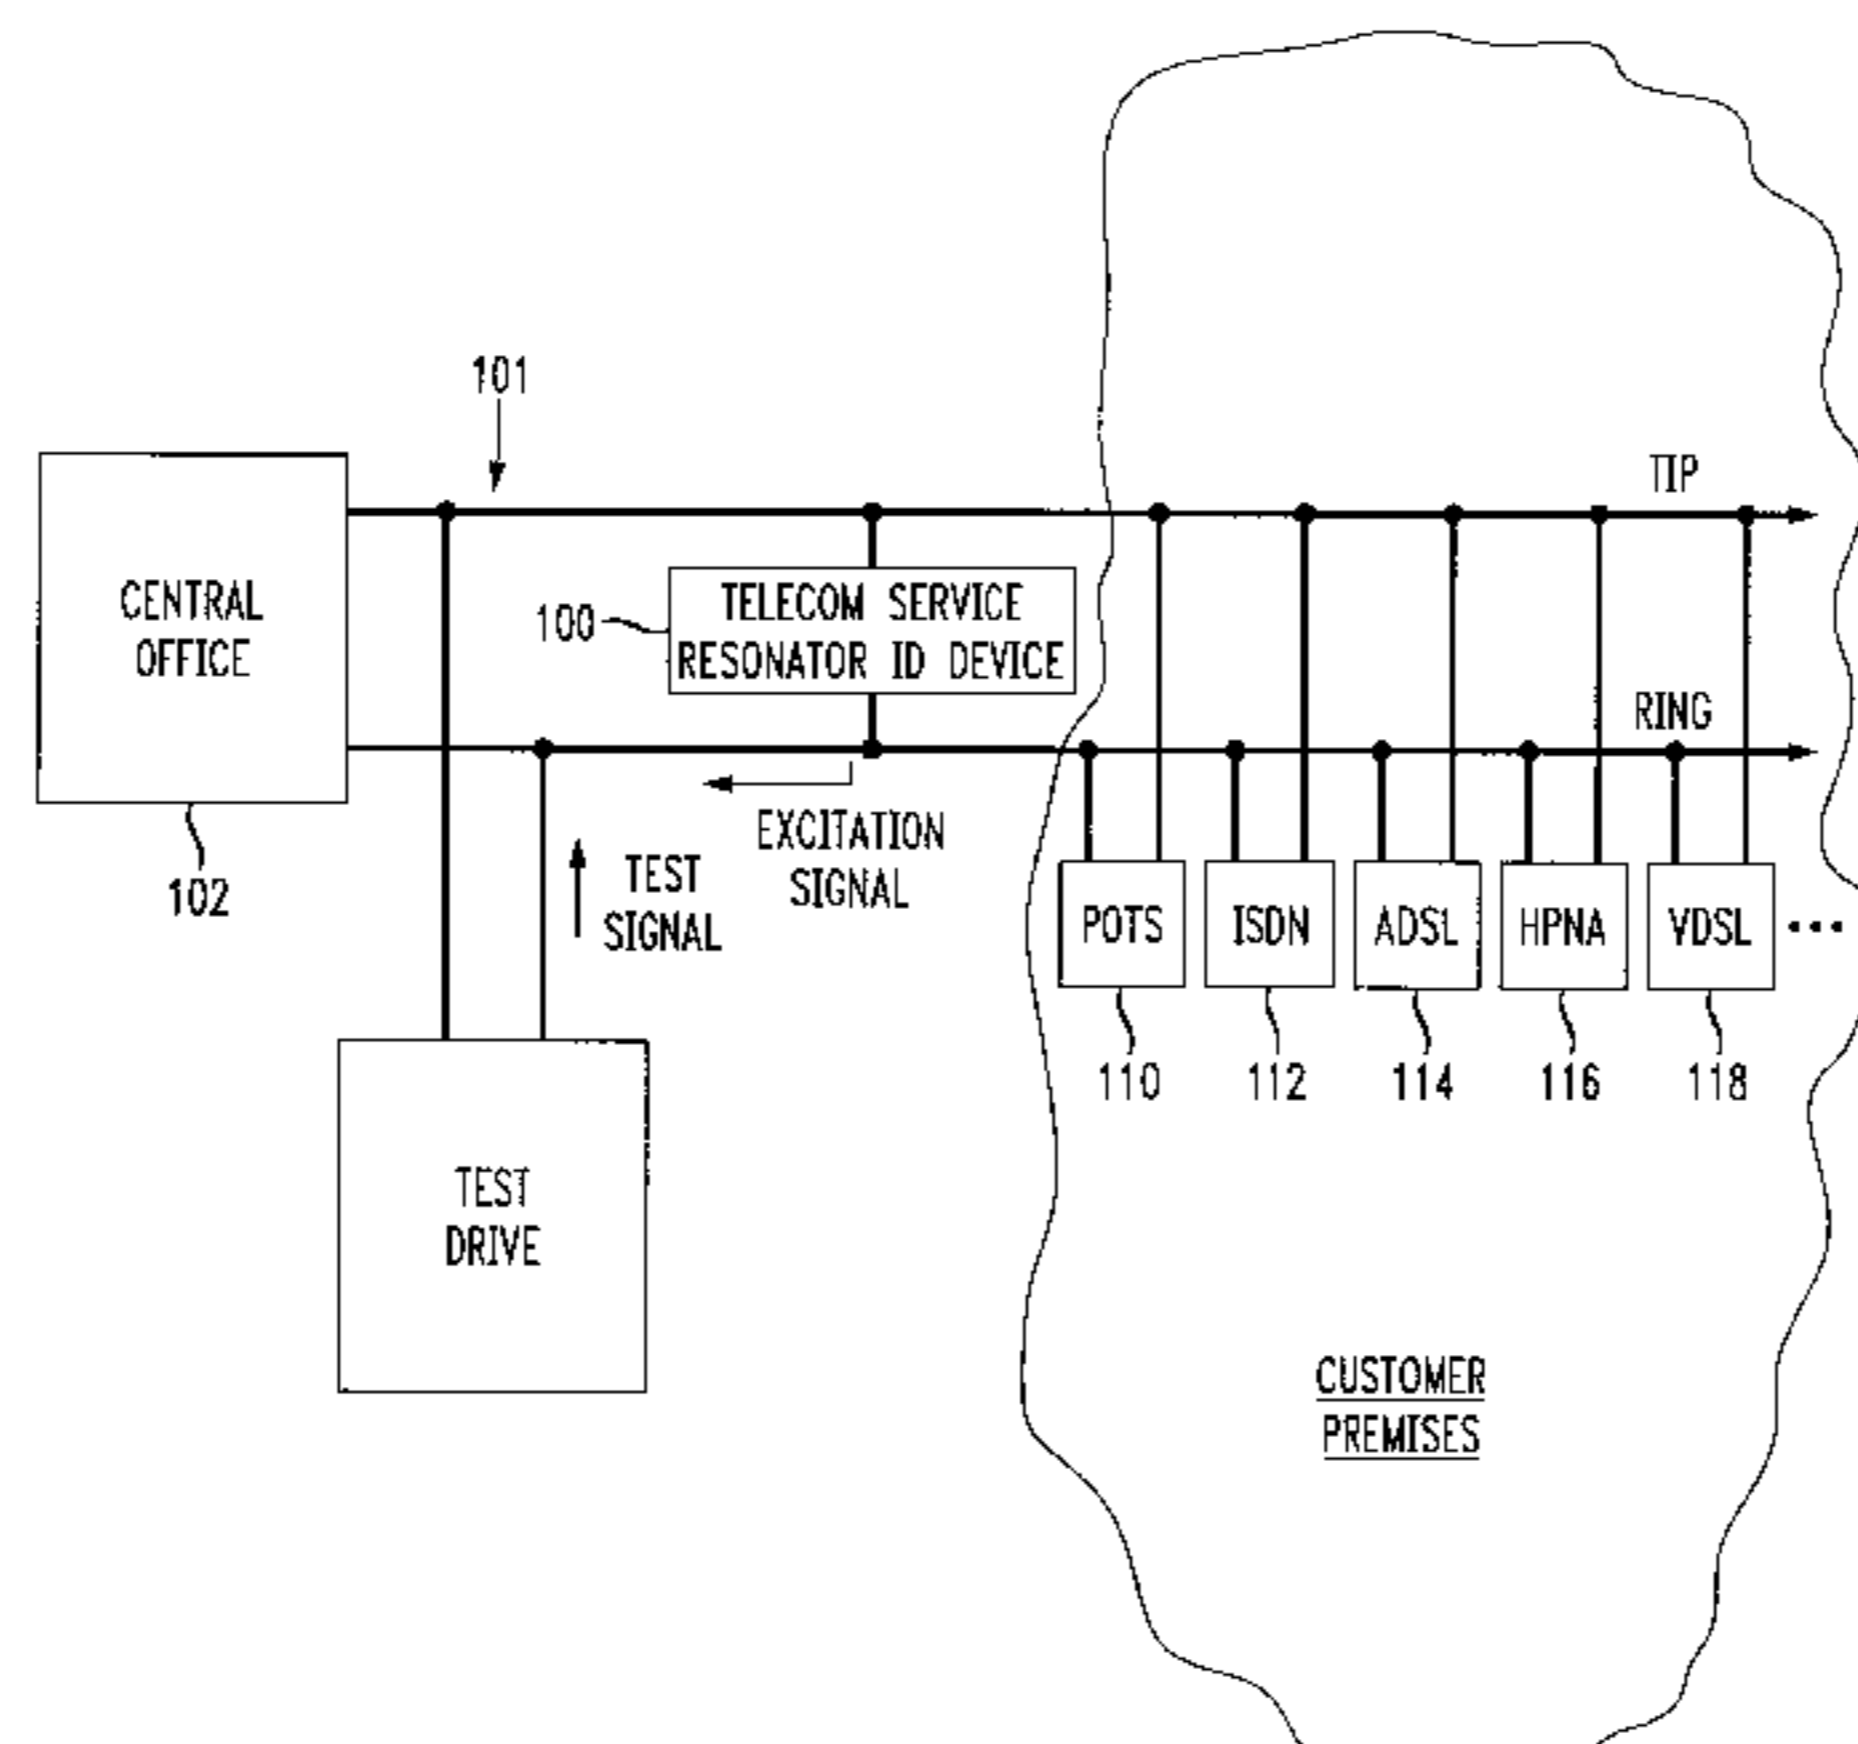 101
TIP
CENTRAL
OFFICE
100
TELECOM SERVICE
RESONATOR ID DEVICE
RING
102
TEST
SIGNAL
EXCITATION
SIGNAL
POTS
ISDN
ADSL
HPNA
VDSL
•••
110
112
114
116
118
TEST
DRIVE
CUSTOMER
PREMISES